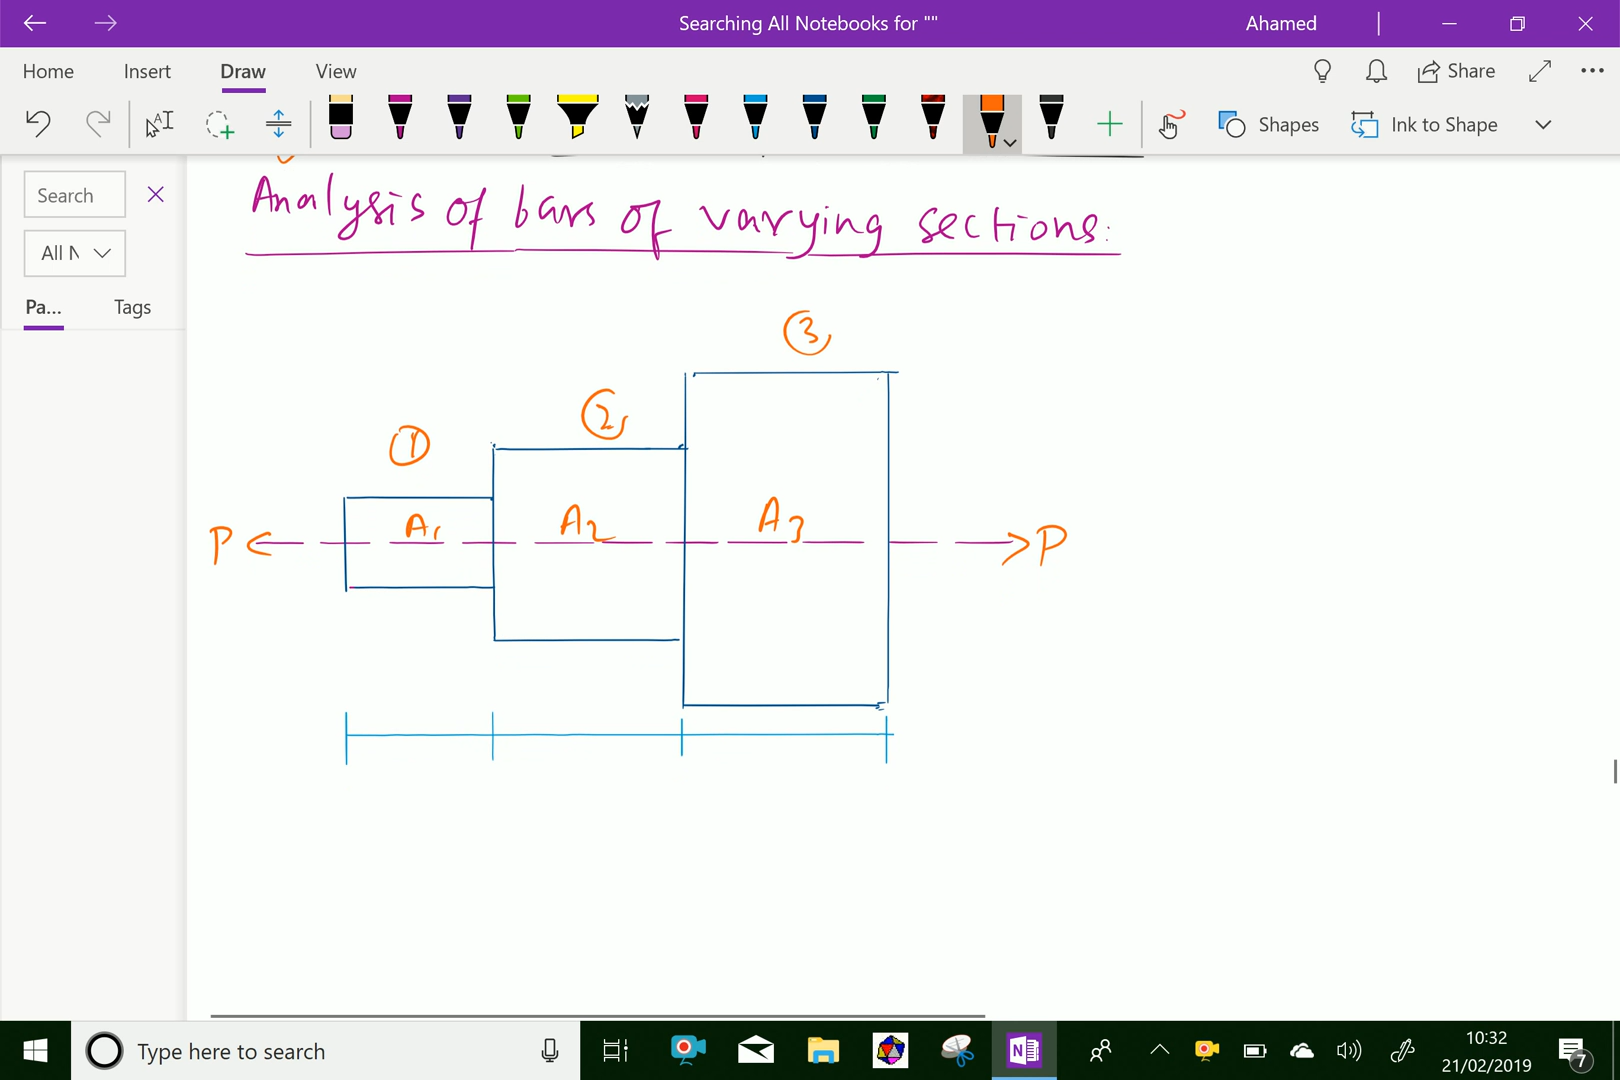 Searching All Notebooks for ""
Ahamed
Home Insert Draw View
Share
Shapes
Ink to Shape
Search
All N
Pa...
Tags
Analysis of bars of varying sections:
3
2
1
P A1 A2 A3 P
Type here to search
N
10:32
21/02/2019
7